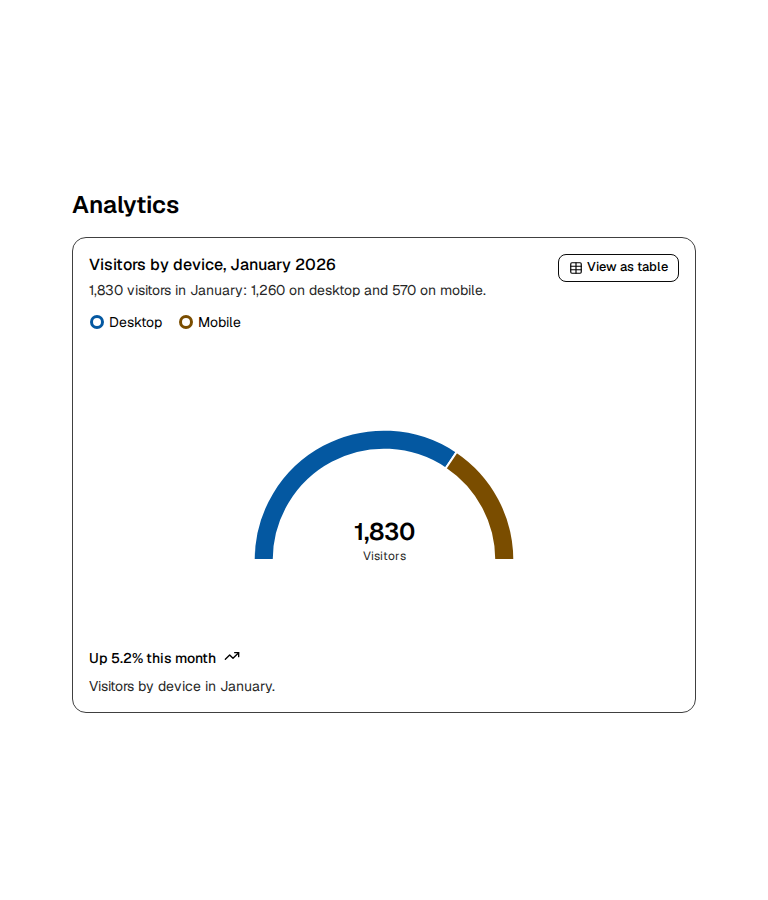 Analytics
Visitors by device, January 2026
View as table
1,830 visitors in January: 1,260 on desktop and 570 on mobile.
Desktop
Mobile
1,830
Visitors
Up 5.2% this month
Visitors by device in January.